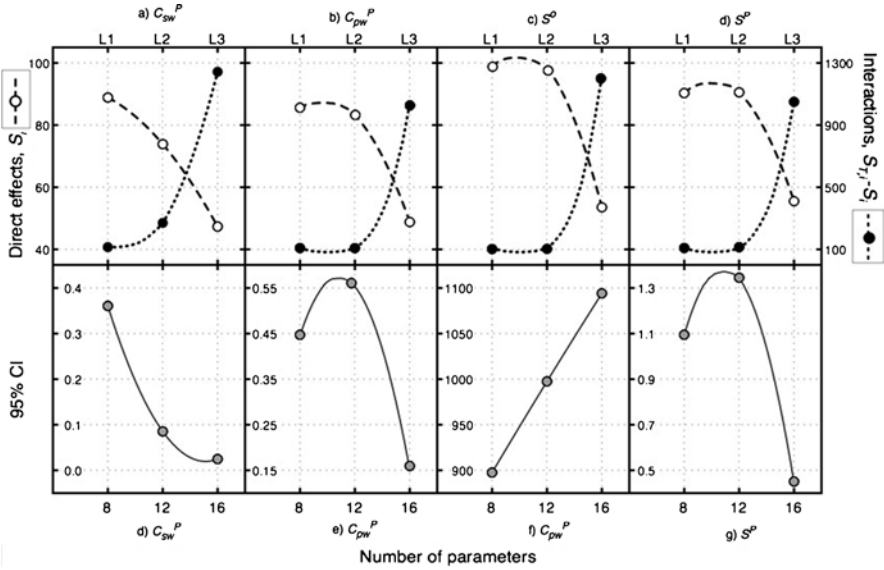 a) C_sw^P b) C_pw^P c) S^o d) S^P
L1 L2 L3 L1 L2 L3 L1 L2 L3 L1 L2 L3
Direct effects, S_i
100
80
60
40
Interactions, S_T,i-S_i
1300
900
500
100
95% CI
0.4 0.55 1100 1.3
0.3 0.45 1050 1.1
0.2 0.35 1000 0.9
0.1 0.25 950 0.7
0.0 0.15 900 0.5
8 12 16 8 12 16 8 12 16 8 12 16
d) C_sw^P e) C_pw^P f) C_pw^P g) S^P
Number of parameters